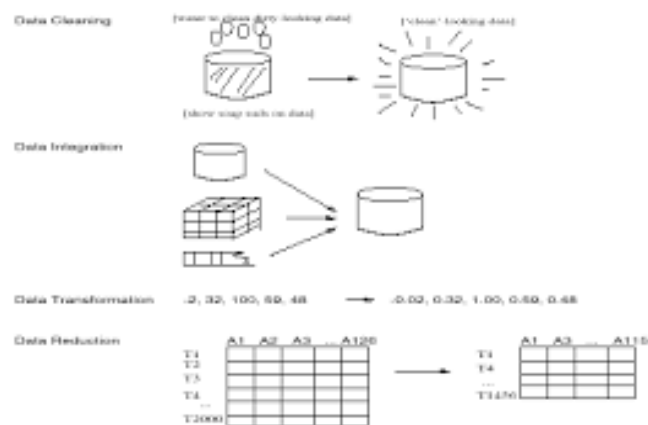 Data Cleaning
[water to clean dirty-looking data]
['clean'-looking data]
[show soap suds on data]
Data Integration
Data Transformation
-2, 32, 100, 59, 48
-0.02, 0.32, 1.00, 0.59, 0.48
Data Reduction
A1 A2 A3 ... A126
T1
T2
T3
T4
...
T2000
A1 A3 ... A115
T1
T4
...
T1456